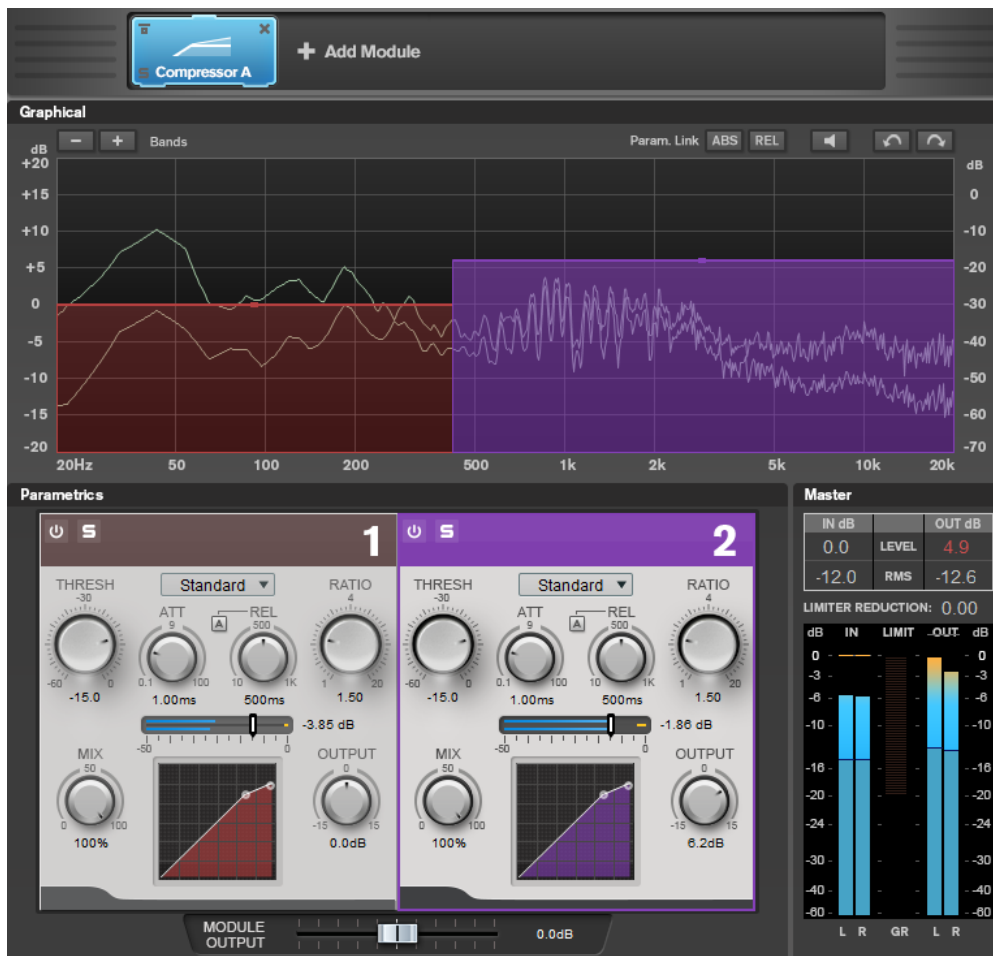 Compressor A
S
+ Add Module
Graphical
− + Bands
Param. Link ABS REL
dB
+20
+15
+10
+5
0
-5
-10
-15
-20
dB
0
-10
-20
-30
-40
-50
-60
-70
20Hz 50 100 200 500 1k 2k 5k 10k 20k
Parametrics
S 1
THRESH Standard RATIO
-30 4
ATT REL
9 A 500
-60 0 0.1 100 10 1K 1 20
-15.0 1.00ms 500ms 1.50
-3.85 dB
-50 0
MIX OUTPUT
50 0
0 100 -15 15
100% 0.0dB
S 2
THRESH Standard RATIO
-30 4
ATT REL
9 A 500
-60 0 0.1 100 10 1K 1 20
-15.0 1.00ms 500ms 1.50
-1.86 dB
-50 0
MIX OUTPUT
50 0
0 100 -15 15
100% 6.2dB
MODULE
OUTPUT
0.0dB
Master
IN dB OUT dB
0.0 LEVEL 4.9
-12.0 RMS -12.6
LIMITER REDUCTION: 0.00
dB IN LIMIT OUT dB
0 0
-3 -3
-6 -6
-10 -10
-16 -16
-20 -20
-24 -24
-30 -30
-40 -40
-60 -60
L R GR L R